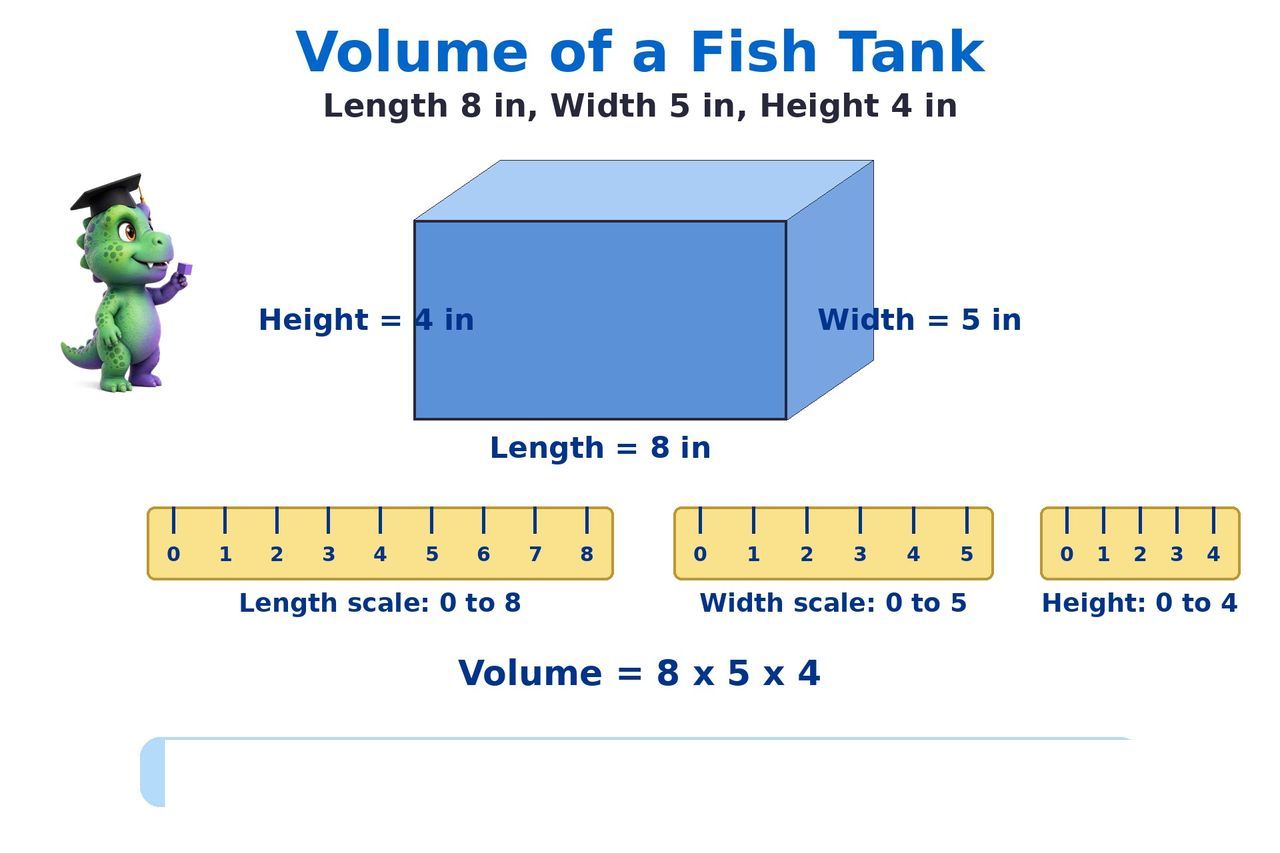 Volume of a Fish Tank
Length 8 in, Width 5 in, Height 4 in
Height = 4 in
Width = 5 in
Length = 8 in
0 1 2 3 4 5 6 7 8
0 1 2 3 4 5
0 1 2 3 4
Length scale: 0 to 8
Width scale: 0 to 5
Height: 0 to 4
Volume = 8 x 5 x 4